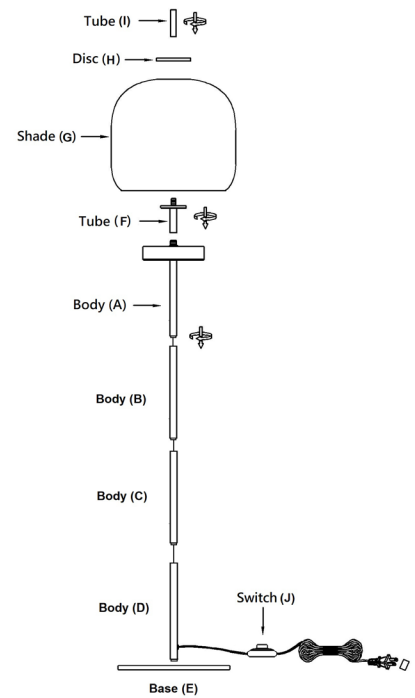 Tube (I)
Disc (H)
Shade (G)
Tube (F)
Body (A)
Body (B)
Body (C)
Body (D)
Switch (J)
Base (E)